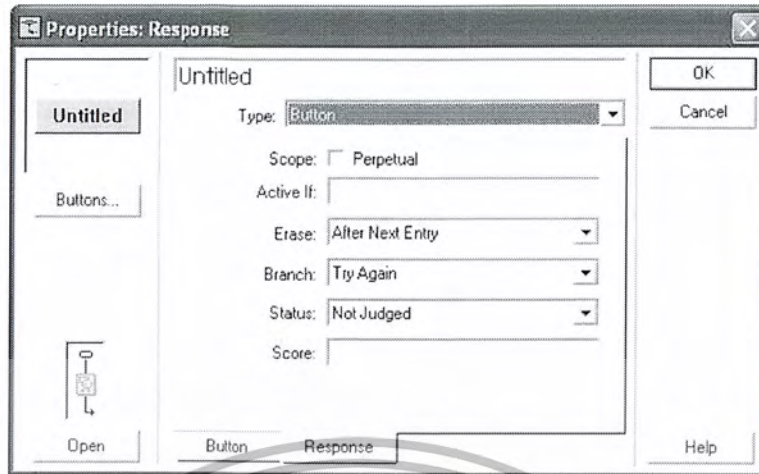 Properties: Response
Untitled
OK
Untitled
Type: Button
Cancel
Scope: Perpetual
Buttons...
Active If:
Erase: After Next Entry
Branch: Try Again
Status: Not Judged
Score:
Open
Button
Response
Help